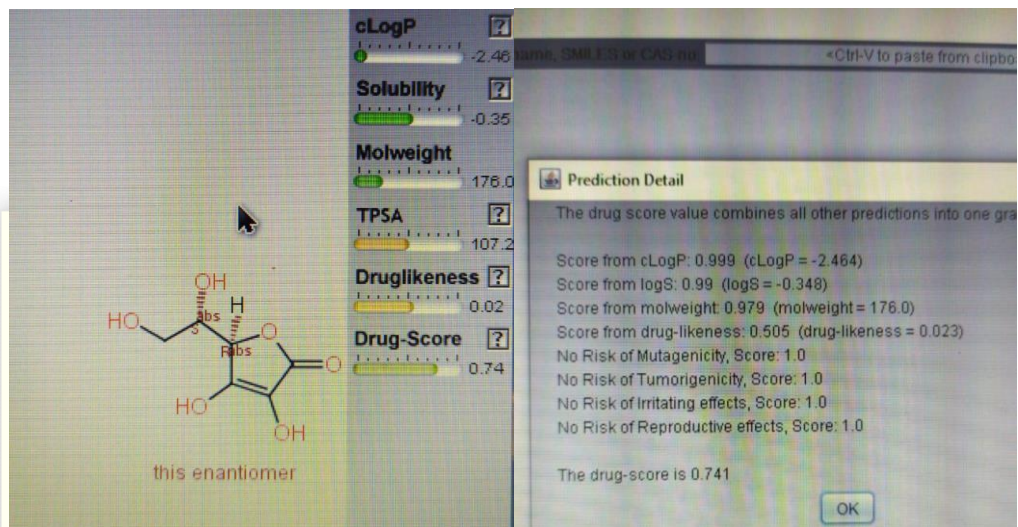 cLogP ?
-2.46
Solubility ?
-0.35
Molweight
176.0
TPSA ?
107.2
Druglikeness ?
0.02
Drug-Score ?
0.74
OH
H
HO
abs
S
O
R abs
O
HO
OH
this enantiomer
name, SMILES or CAS-no:
<Ctrl-V to paste from clipbo
Prediction Detail
The drug score value combines all other predictions into one gra
Score from cLogP: 0.999 (cLogP = -2.464)
Score from logS: 0.99 (logS = -0.348)
Score from molweight: 0.979 (molweight = 176.0)
Score from drug-likeness: 0.505 (drug-likeness = 0.023)
No Risk of Mutagenicity, Score: 1.0
No Risk of Tumorigenicity, Score: 1.0
No Risk of Irritating effects, Score: 1.0
No Risk of Reproductive effects, Score: 1.0
The drug-score is 0.741
OK